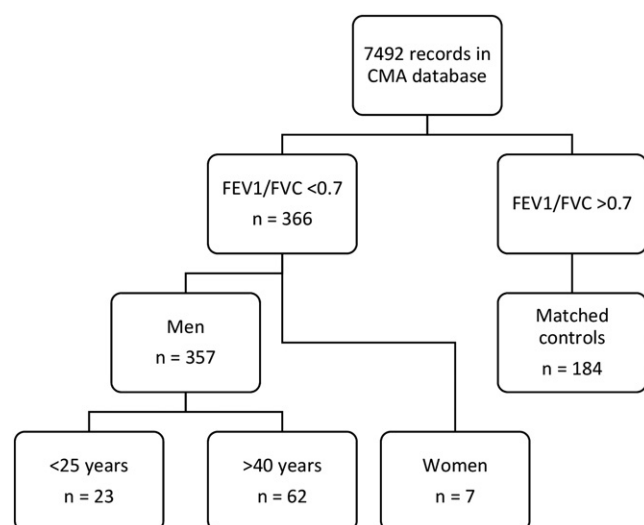 7492 records in
CMA database
FEV1/FVC <0.7
n = 366
FEV1/FVC >0.7
Men
n = 357
Matched
controls
n = 184
<25 years
n = 23
>40 years
n = 62
Women
n = 7